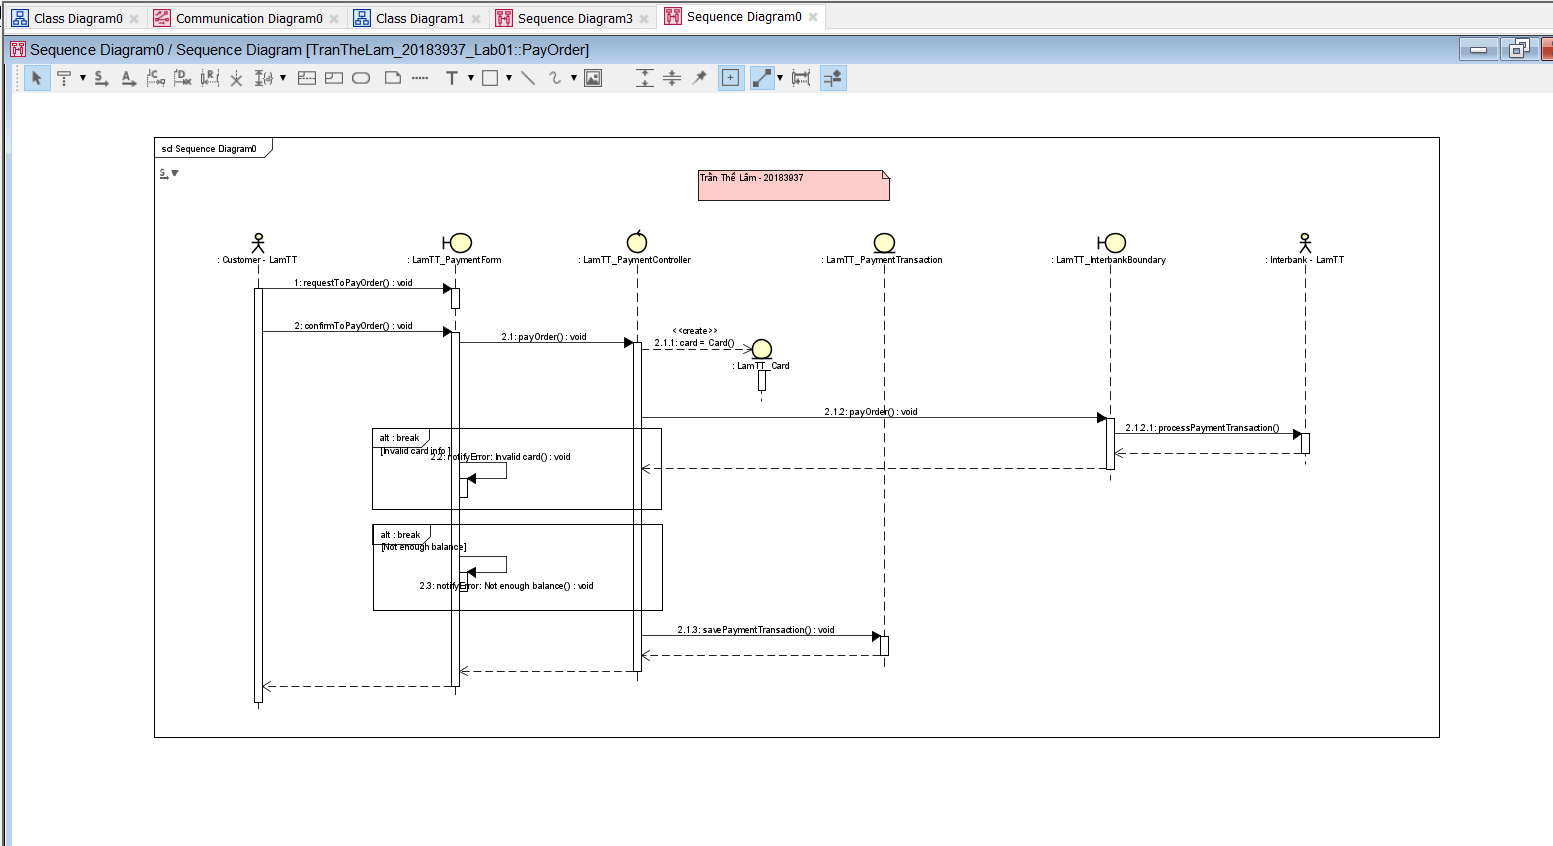 Class Diagram0
Communication Diagram0
Class Diagram1
Sequence Diagram3
Sequence Diagram0
Sequence Diagram0 / Sequence Diagram [TranTheLam_20183937_Lab01::PayOrder]
sd Sequence Diagram0
Trần Thế Lâm - 20183937
: Customer - LamTT
: LamTT_PaymentForm
: LamTT_PaymentController
: LamTT_PaymentTransaction
: LamTT_InterbankBoundary
: Interbank - LamTT
1: requestToPayOrder() : void
2: confirmToPayOrder() : void
2.1: payOrder() : void
<<create>>
2.1.1: card = Card()
: LamTT_Card
2.1.2: payOrder() : void
2.1.2.1: processPaymentTransaction()
alt : break
[Invalid card info ]
2.2: notifyError: Invalid card() : void
alt : break
[Not enough balance]
2.3: notifyError: Not enough balance() : void
2.1.3: savePaymentTransaction() : void